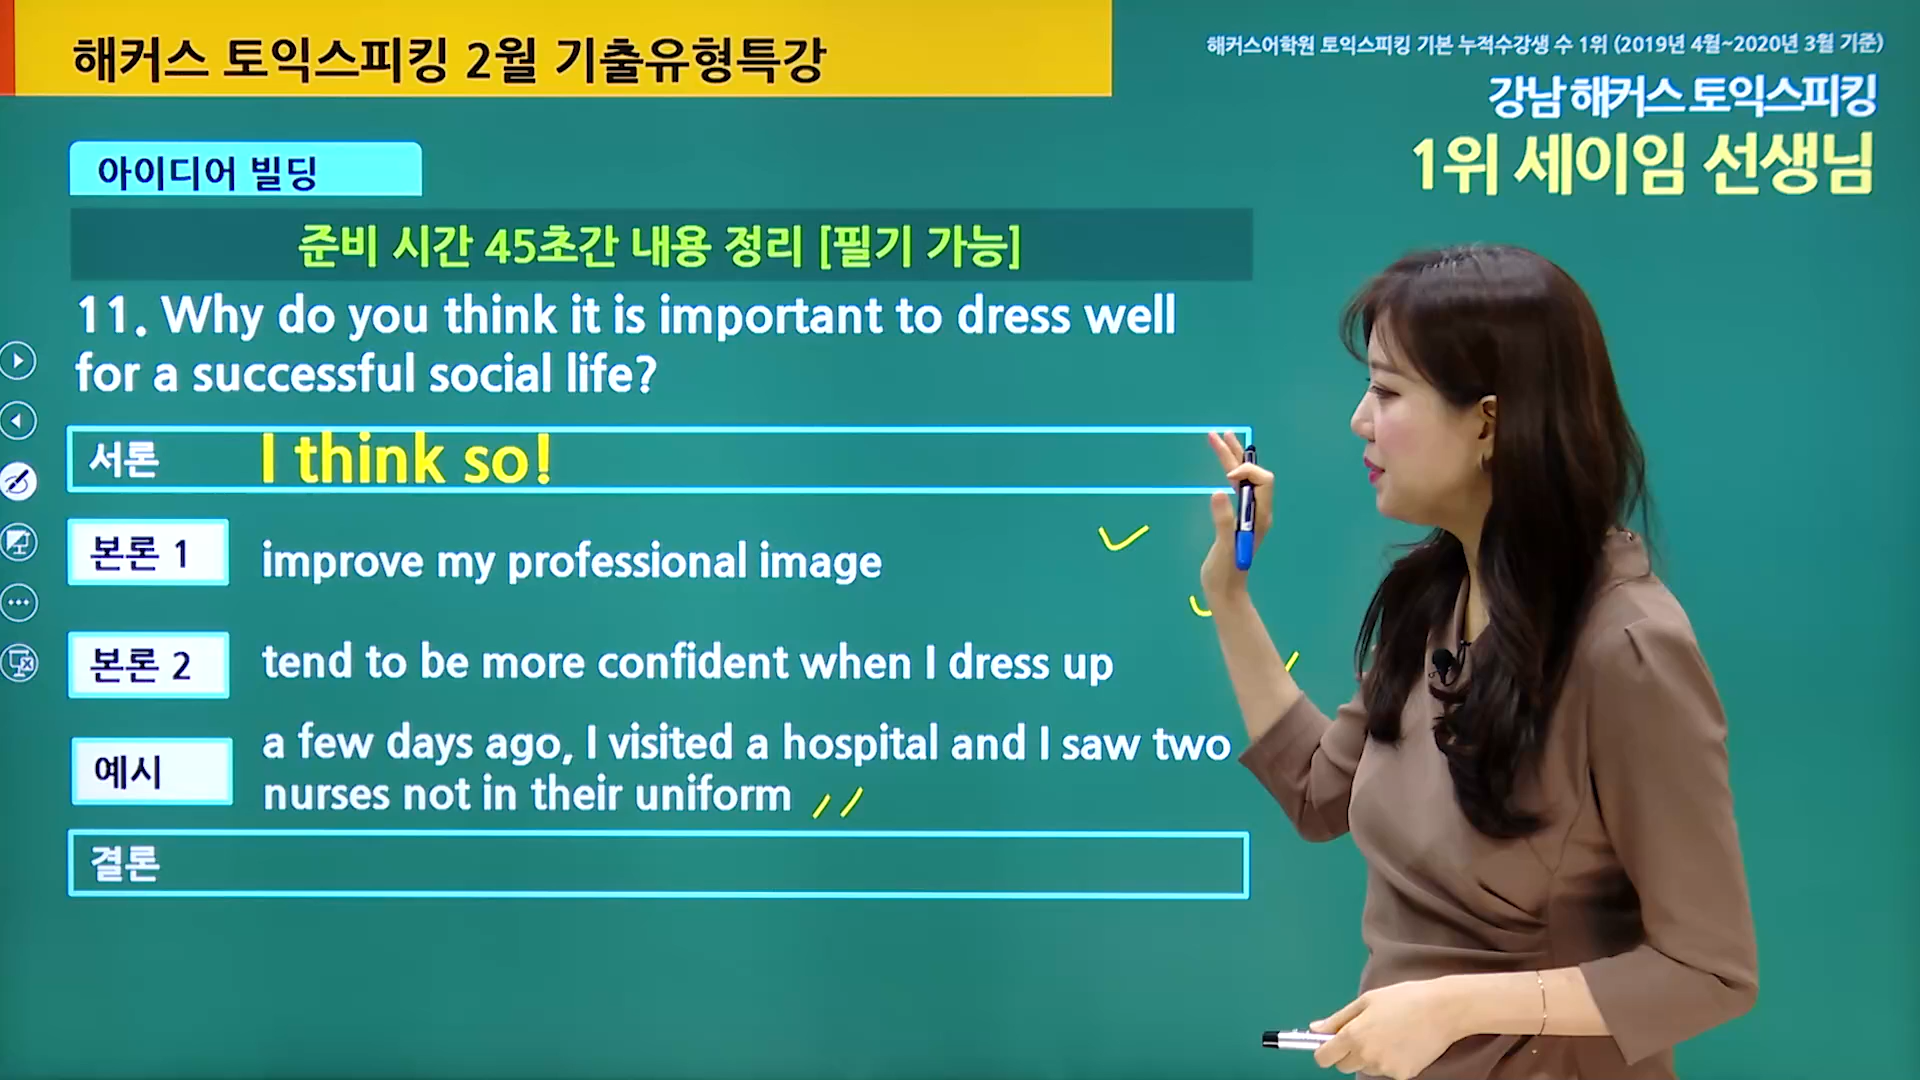 해커스 토익스피킹 2월 기출유형특강
해커스어학원 토익스피킹 기본 누적수강생 수 1위 (2019년 4월~2020년 3월 기준)
강남 해커스 토익스피킹
1위 세이임 선생님
아이디어 빌딩
준비 시간 45초간 내용 정리 [필기 가능]
11. Why do you think it is important to dress well
for a successful social life?
서론 I think so!
본론 1 improve my professional image
본론 2 tend to be more confident when I dress up
예시 a few days ago, I visited a hospital and I saw two
nurses not in their uniform
결론